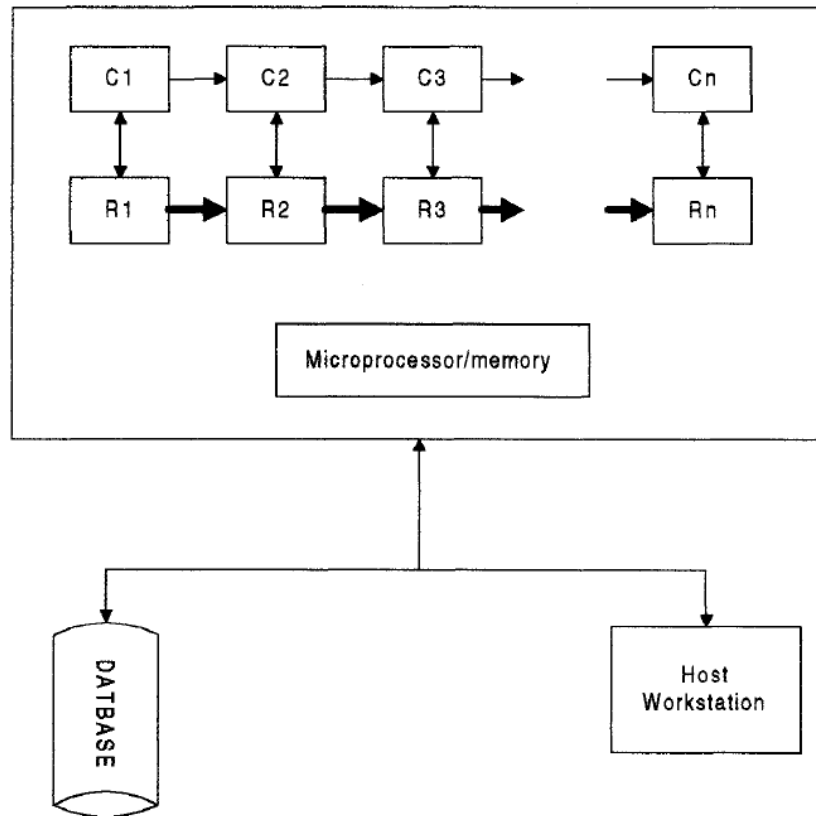 C1
C2
C3
Cn
R1
R2
R3
Rn
Microprocessor/memory
DATBASE
Host
Workstation